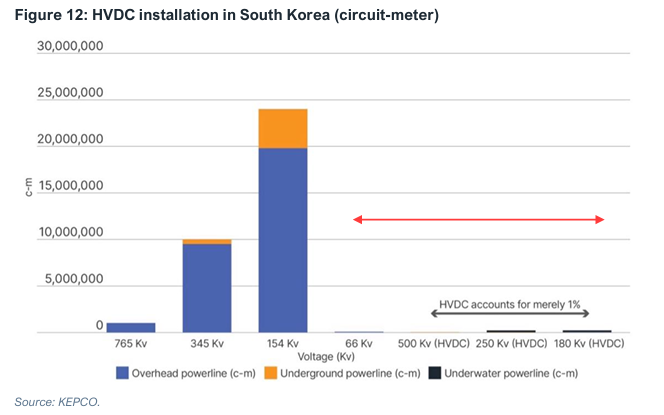 Figure 12: HVDC installation in South Korea (circuit-meter)
30,000,000
25,000,000
20,000,000
15,000,000
10,000,000
5,000,000
0
c-m
HVDC accounts for merely 1%
765 Kv 345 Kv 154 Kv 66 Kv 500 Kv (HVDC) 250 Kv (HVDC) 180 Kv (HVDC)
Voltage (Kv)
Overhead powerline (c-m) Underground powerline (c-m) Underwater powerline (c-m)
Source: KEPCO.